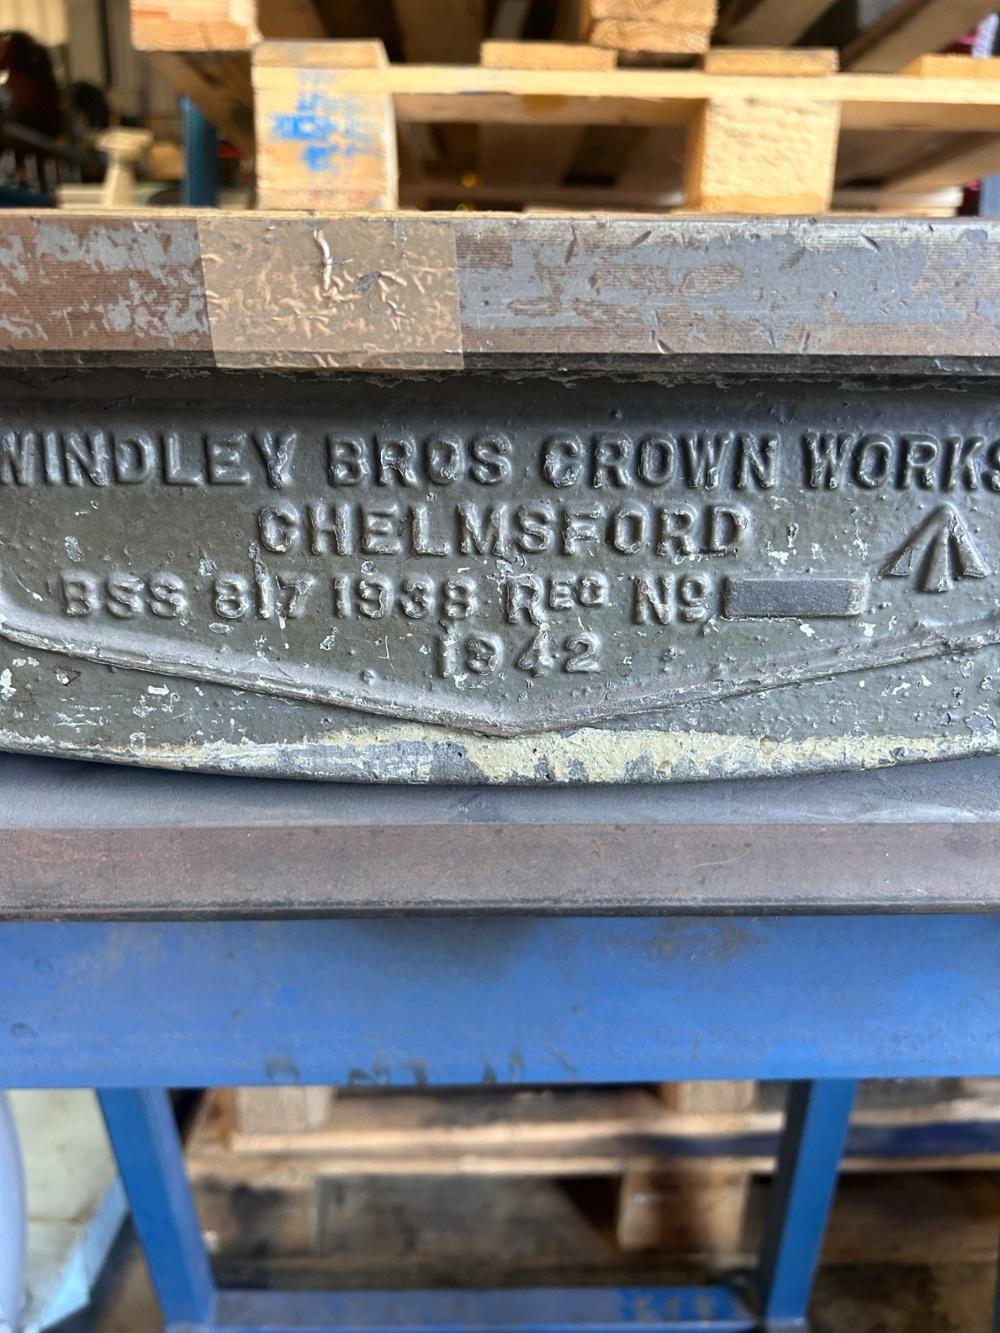 WINDLEY BROS CROWN WORKS
CHELMSFORD
BSS 817 1938 REG NO
1942